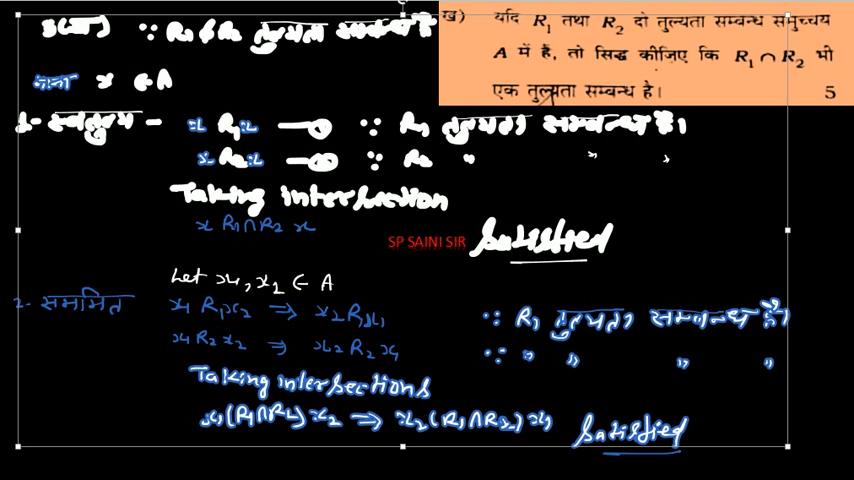 ख) यदि R₁ तथा R₂ दो तुल्यता सम्बन्ध समुच्चय
A में हैं, तो सिद्ध कीजिए कि R₁ ∩ R₂ भी
एक तुल्यता सम्बन्ध है। 5
∵ R₁ & R₂ तुल्यता सम्बन्ध है
माना x ∈ A
1- स्वतुल्य - x R₁ x —① ∵ R₁ तुल्यता सम्बन्ध है।
x R₂ x —② ∵ R₂ " " "
Taking intersection
x R₁∩R₂ x
SP SAINI SIR Satisfied
Let x₁, x₂ ∈ A
2- सममित x₁ R₁ x₂ ⇒ x₂ R₁ x₁ ∵ R₁ तुल्यता सम्बन्ध है।
x₁ R₂ x₂ ⇒ x₂ R₂ x₁ ∵ " " " "
Taking intersections
x₁(R₁∩R₂)x₂ ⇒ x₂(R₁∩R₂)x₁ Satisfied